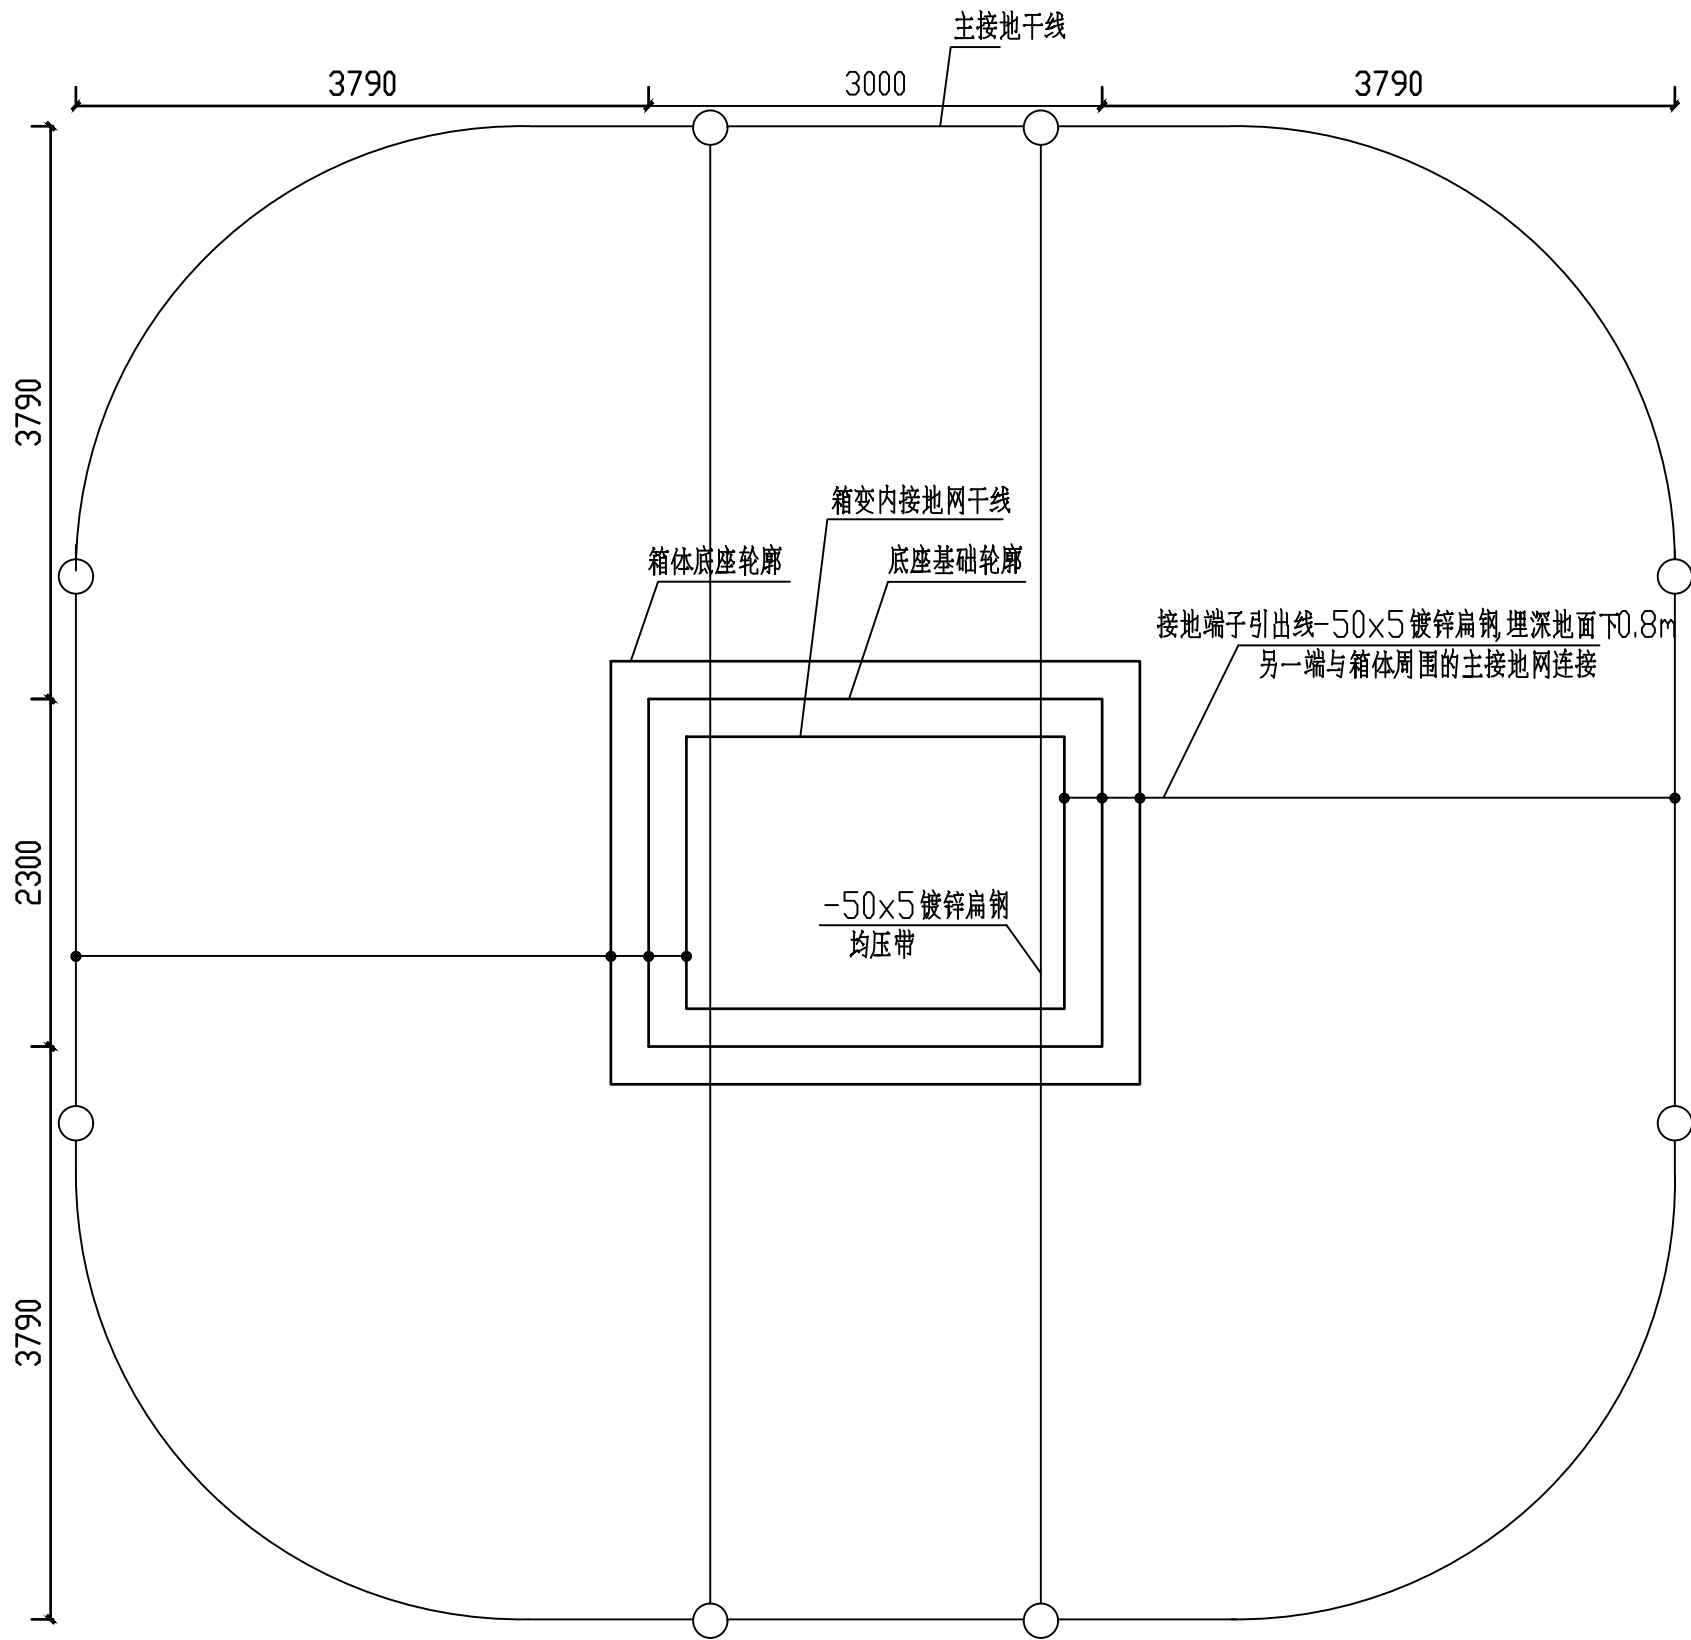 主接地干线
3790
3000
3790
3790
箱变内接地网干线
箱体底座轮廓
底座基础轮廓
接地端子引出线-50x5镀锌扁钢,埋深地面下0.8m
另一端与箱体周围的主接地网连接
2300
-50x5镀锌扁钢
均压带
3790